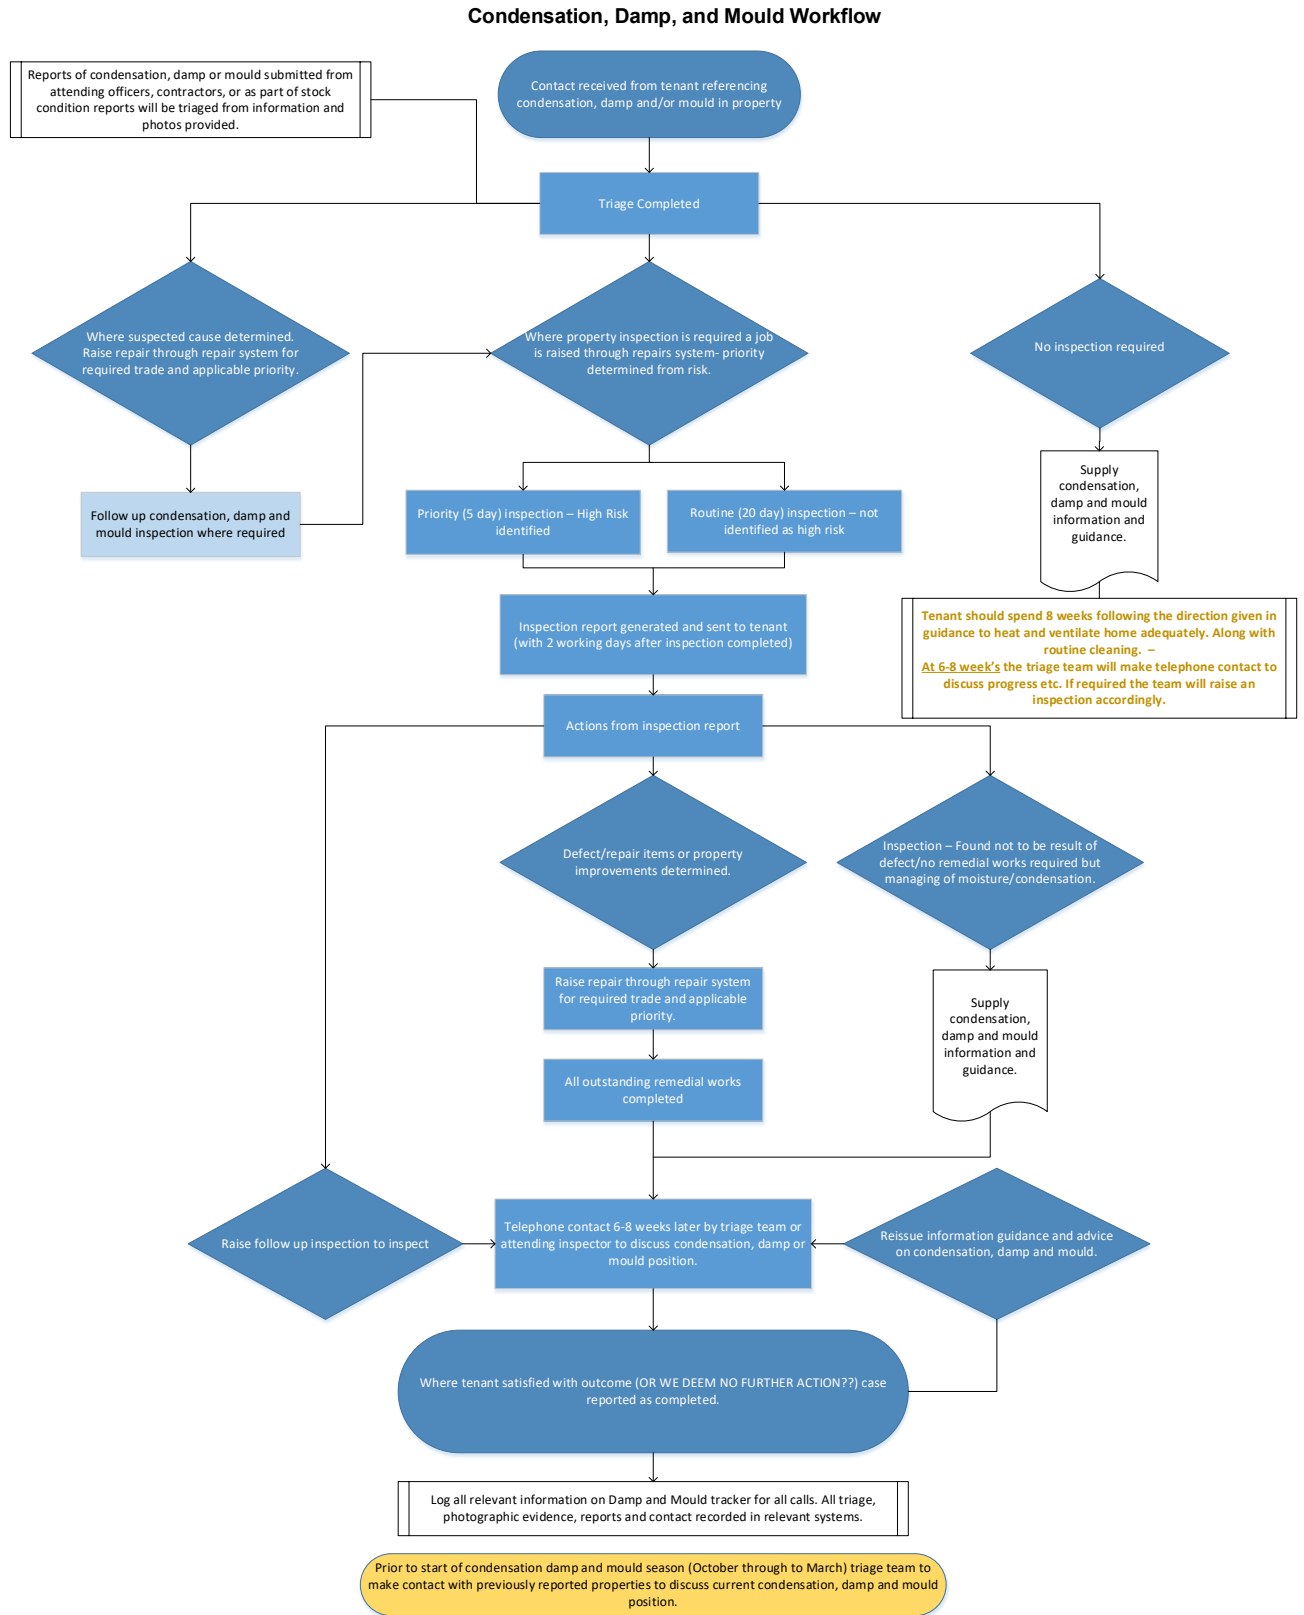 Condensation, Damp, and Mould Workflow
Reports of condensation, damp or mould submitted from
attending officers, contractors, or as part of stock
condition reports will be triaged from information and
photos provided.
Contact received from tenant referencing
condensation, damp and/or mould in property
Triage Completed
Where suspected cause determined.
Raise repair through repair system for
required trade and applicable priority.
Where property inspection is required a job
is raised through repairs system- priority
determined from risk.
No inspection required
Follow up condensation, damp and
mould inspection where required
Priority (5 day) inspection – High Risk
identified
Routine (20 day) inspection – not
identified as high risk
Supply
condensation,
damp and mould
information and
guidance.
Inspection report generated and sent to tenant
(with 2 working days after inspection completed)
Tenant should spend 8 weeks following the direction given in
guidance to heat and ventilate home adequately. Along with
routine cleaning.  –
At 6-8 week's the triage team will make telephone contact to
discuss progress etc. If required the team will raise an
inspection accordingly.
Actions from inspection report
Defect/repair items or property
improvements determined.
Inspection – Found not to be result of
defect/no remedial works required but
managing of moisture/condensation.
Raise repair through repair system
for required trade and applicable
priority.
Supply
condensation,
damp and mould
information and
guidance.
All outstanding remedial works
completed
Raise follow up inspection to inspect
Telephone contact 6-8 weeks later by triage team or
attending inspector to discuss condensation, damp or
mould position.
Reissue information guidance and advice
on condensation, damp and mould.
Where tenant satisfied with outcome (OR WE DEEM NO FURTHER ACTION??) case
reported as completed.
Log all relevant information on Damp and Mould tracker for all calls. All triage,
photographic evidence, reports and contact recorded in relevant systems.
Prior to start of condensation damp and mould season (October through to March) triage team to
make contact with previously reported properties to discuss current condensation, damp and mould
position.